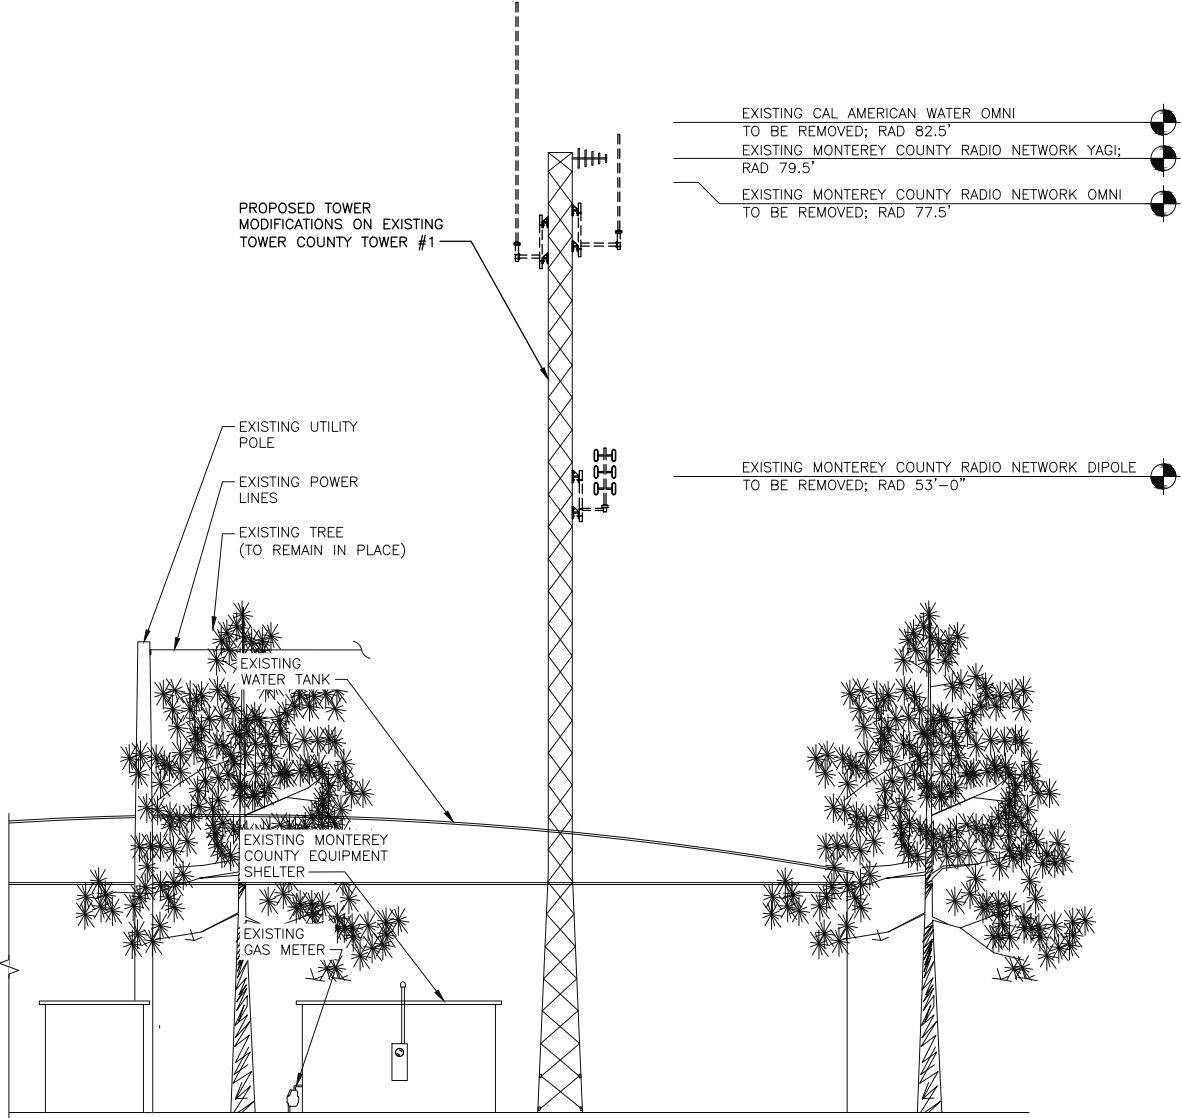 EXISTING CAL AMERICAN WATER OMNI
TO BE REMOVED; RAD 82.5'
EXISTING MONTEREY COUNTY RADIO NETWORK YAGI;
RAD 79.5'
EXISTING MONTEREY COUNTY RADIO NETWORK OMNI
TO BE REMOVED; RAD 77.5'
PROPOSED TOWER
MODIFICATIONS ON EXISTING
TOWER COUNTY TOWER #1
EXISTING UTILITY
POLE
EXISTING MONTEREY COUNTY RADIO NETWORK DIPOLE
TO BE REMOVED; RAD 53'-0"
EXISTING POWER
LINES
EXISTING TREE
(TO REMAIN IN PLACE)
EXISTING
WATER TANK
EXISTING MONTEREY
COUNTY EQUIPMENT
SHELTER
EXISTING
GAS METER